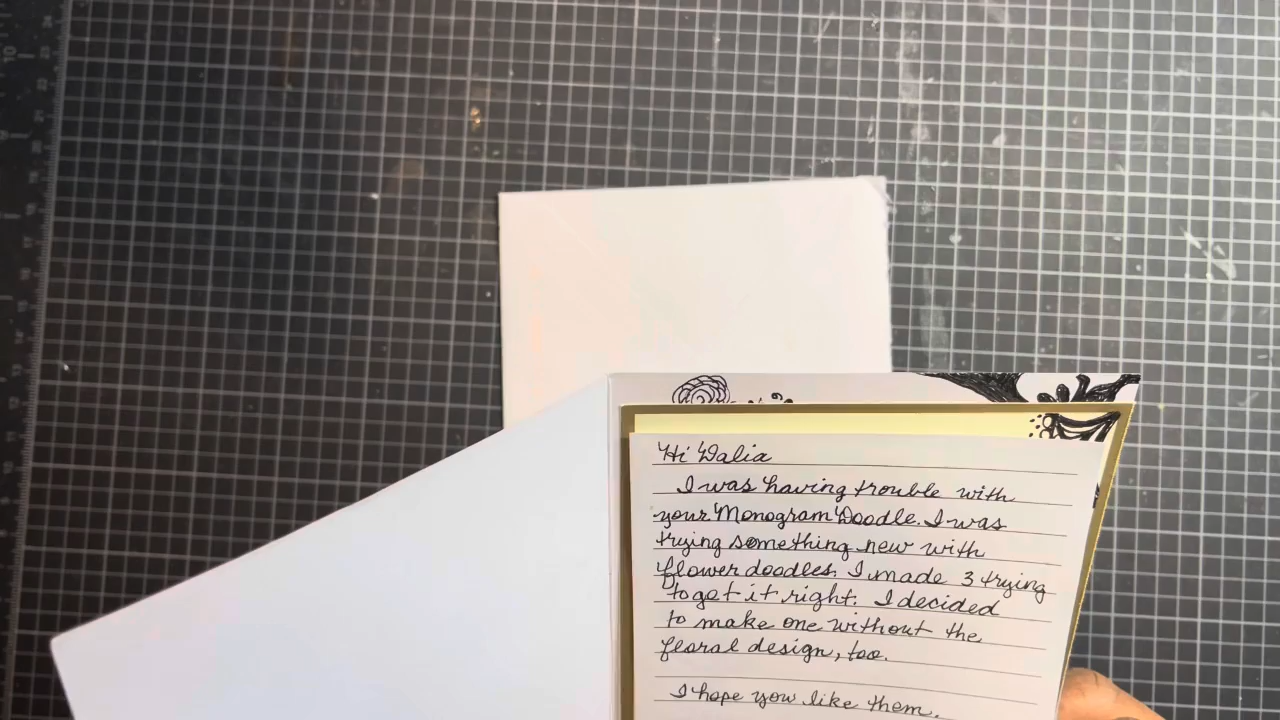 Hi Dalia
I was having trouble with
your Monogram Doodle. I was
trying something new with
flower doodles. I made 3 trying
to get it right. I decided
to make one without the
floral design, too.
I hope you like them.